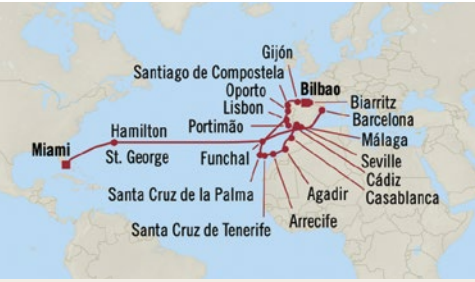 Gijón
Santiago de Compostela
Bilbao
Oporto
Biarritz
Lisbon
Barcelona
Hamilton
Portimão
Málaga
Miami
St. George
Funchal
Seville
Cádiz
Santa Cruz de la Palma
Agadir
Casablanca
Arrecife
Santa Cruz de Tenerife